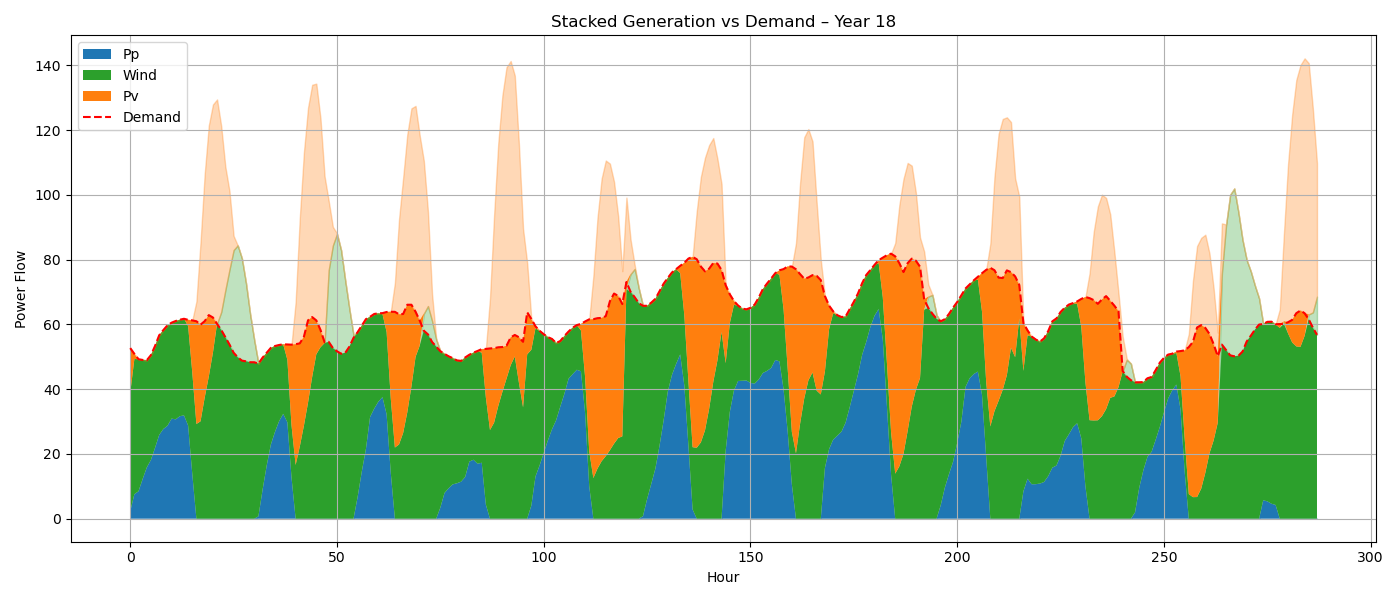 Stacked Generation vs Demand – Year 18
Pp
Wind
Pv
Demand
Power Flow
140
120
100
80
60
40
20
0
0 50 100 150 200 250 300
Hour